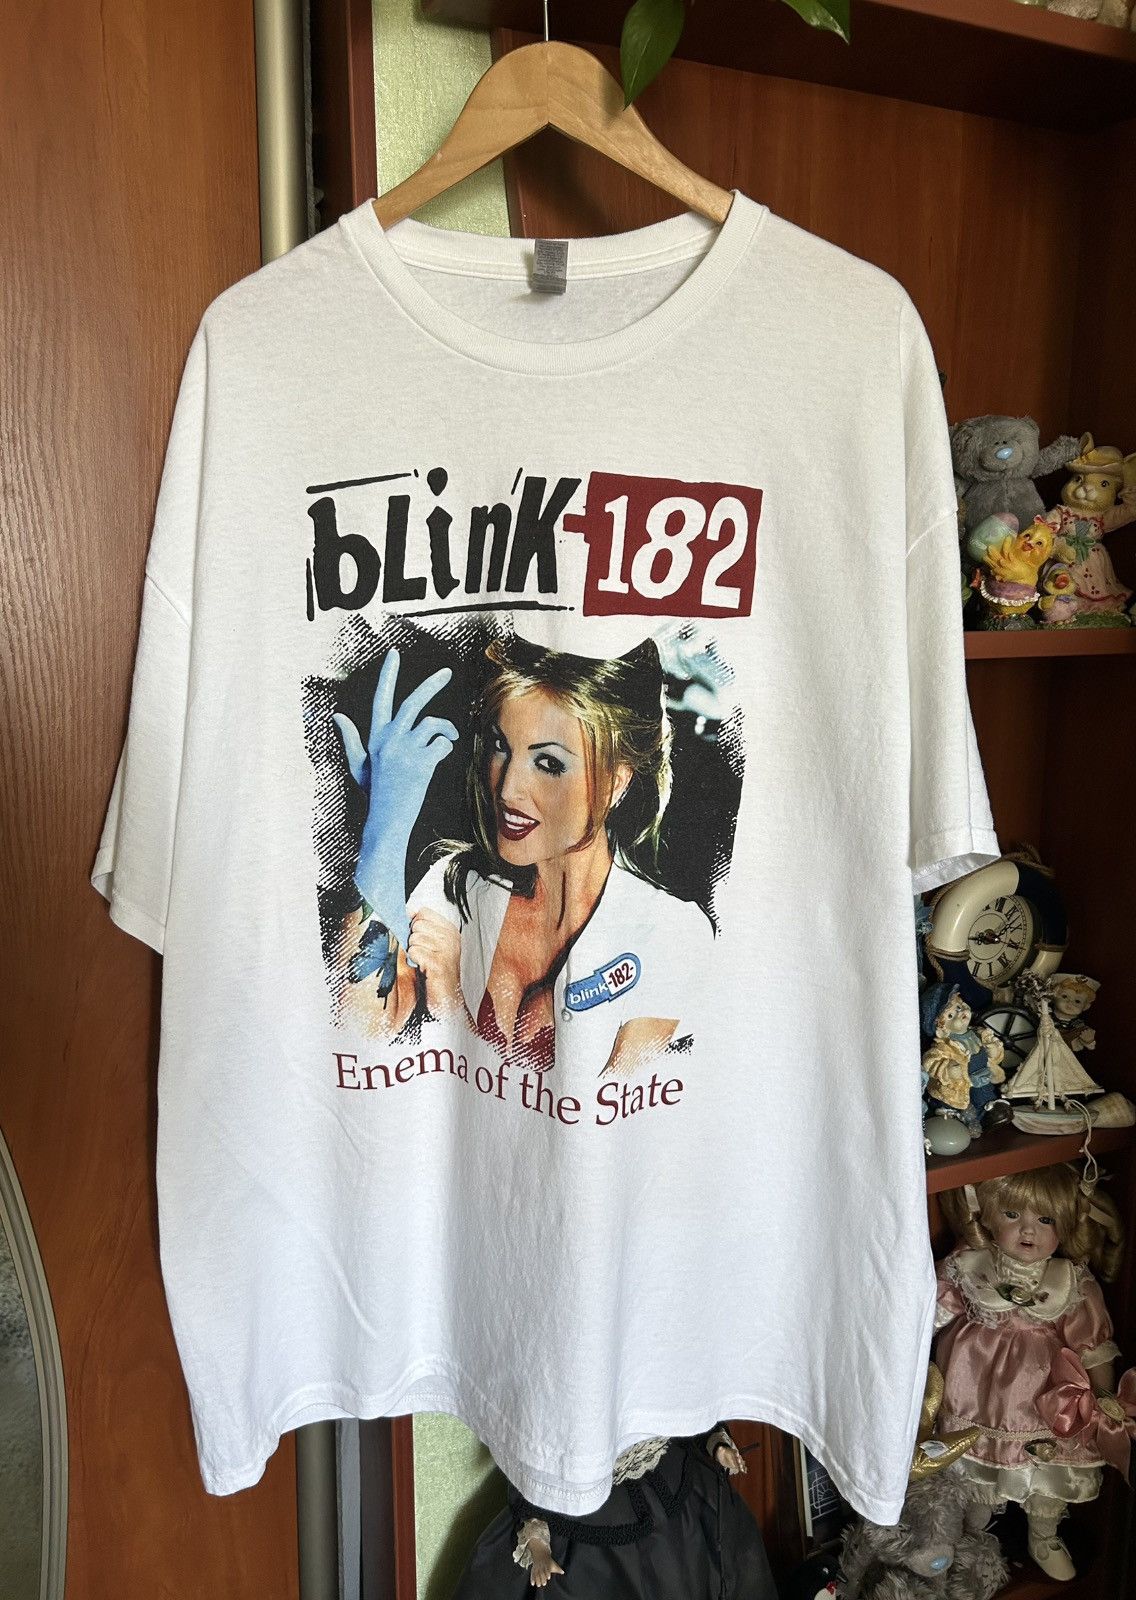 bLinK-182
blink-182-
Enema of the State